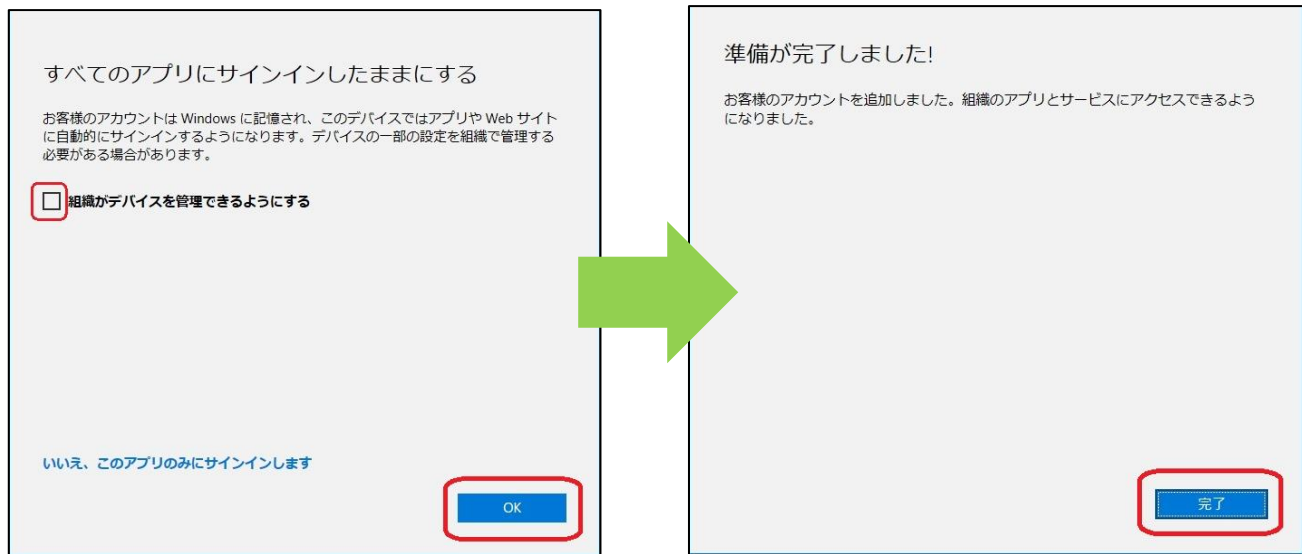 すべてのアプリにサインインしたままにする
お客様のアカウントは Windows に記憶され、このデバイスではアプリや Web サイト
に自動的にサインインするようになります。デバイスの一部の設定を組織で管理する
必要がある場合があります。
組織がデバイスを管理できるようにする
いいえ、このアプリのみにサインインします
OK
準備が完了しました!
お客様のアカウントを追加しました。組織のアプリとサービスにアクセスできるよう
になりました。
完了